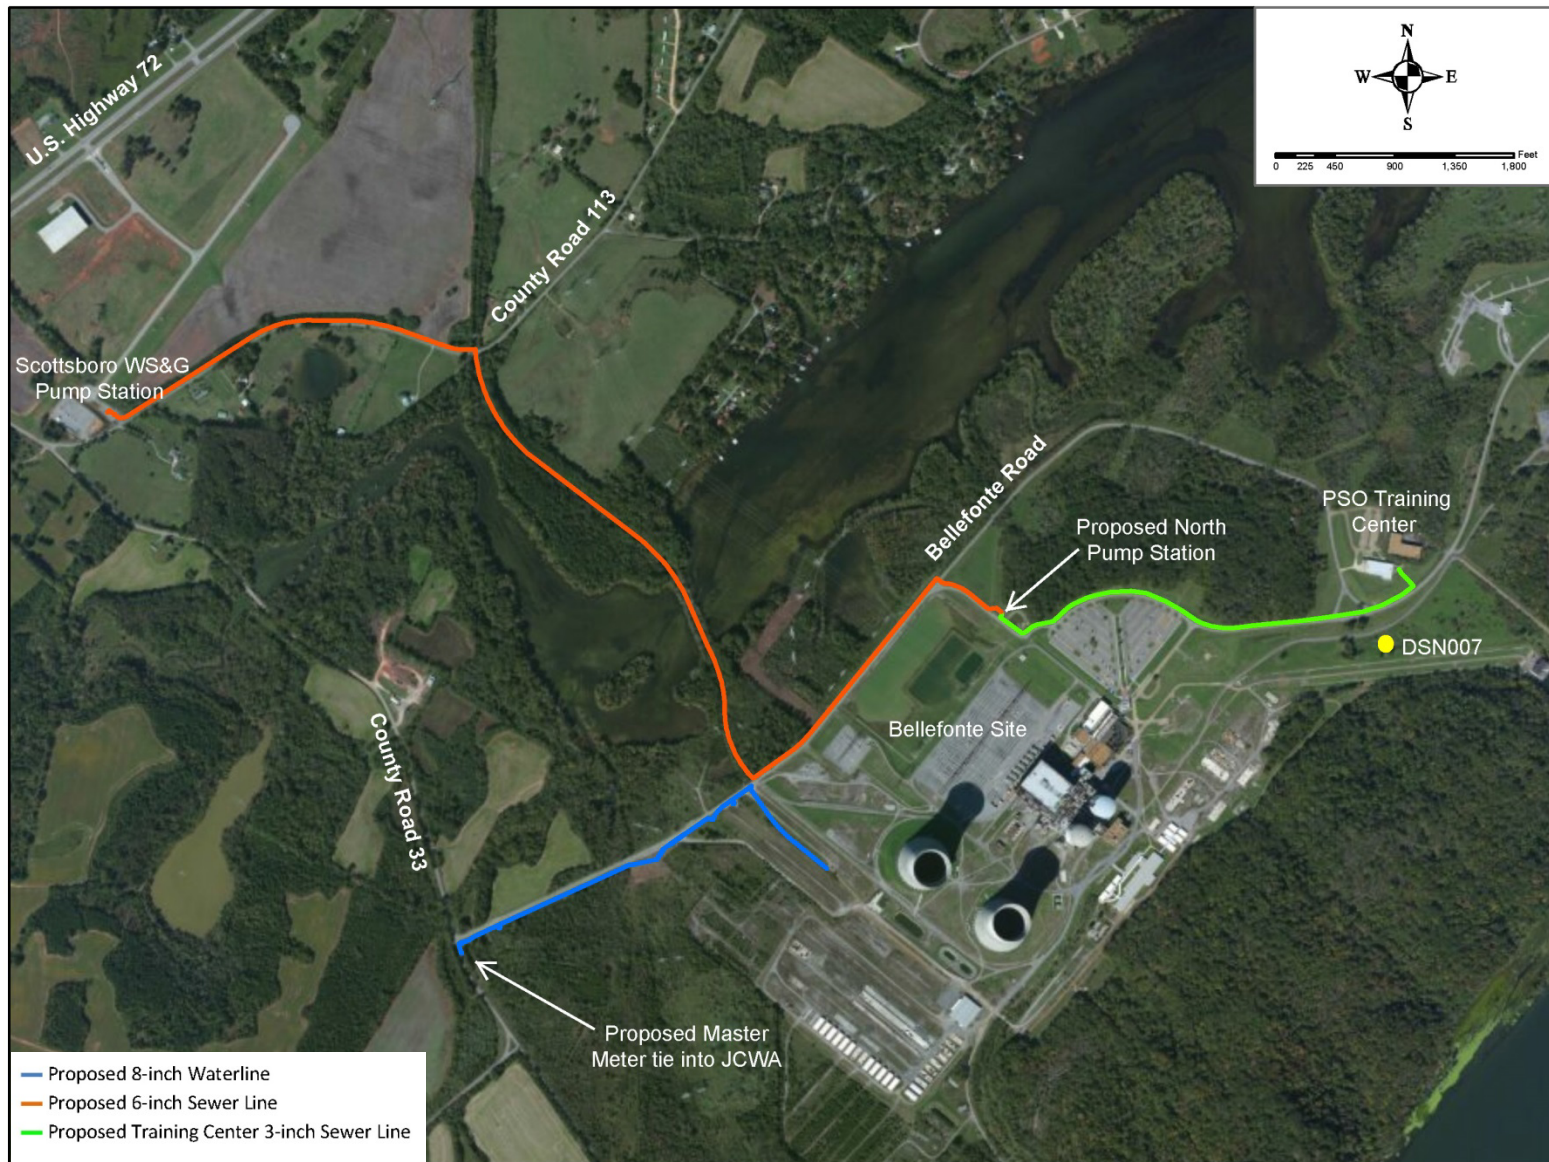 N
W E
S
Feet
0 225 450 900 1,350 1,800
U.S. Highway 72
County Road 113
Scottsboro WS&G
Pump Station
Bellefonte Road
PSO Training
Center
Proposed North
Pump Station
DSN007
Bellefonte Site
County Road 33
Proposed Master
Meter tie into JCWA
Proposed 8-inch Waterline
Proposed 6-inch Sewer Line
Proposed Training Center 3-inch Sewer Line